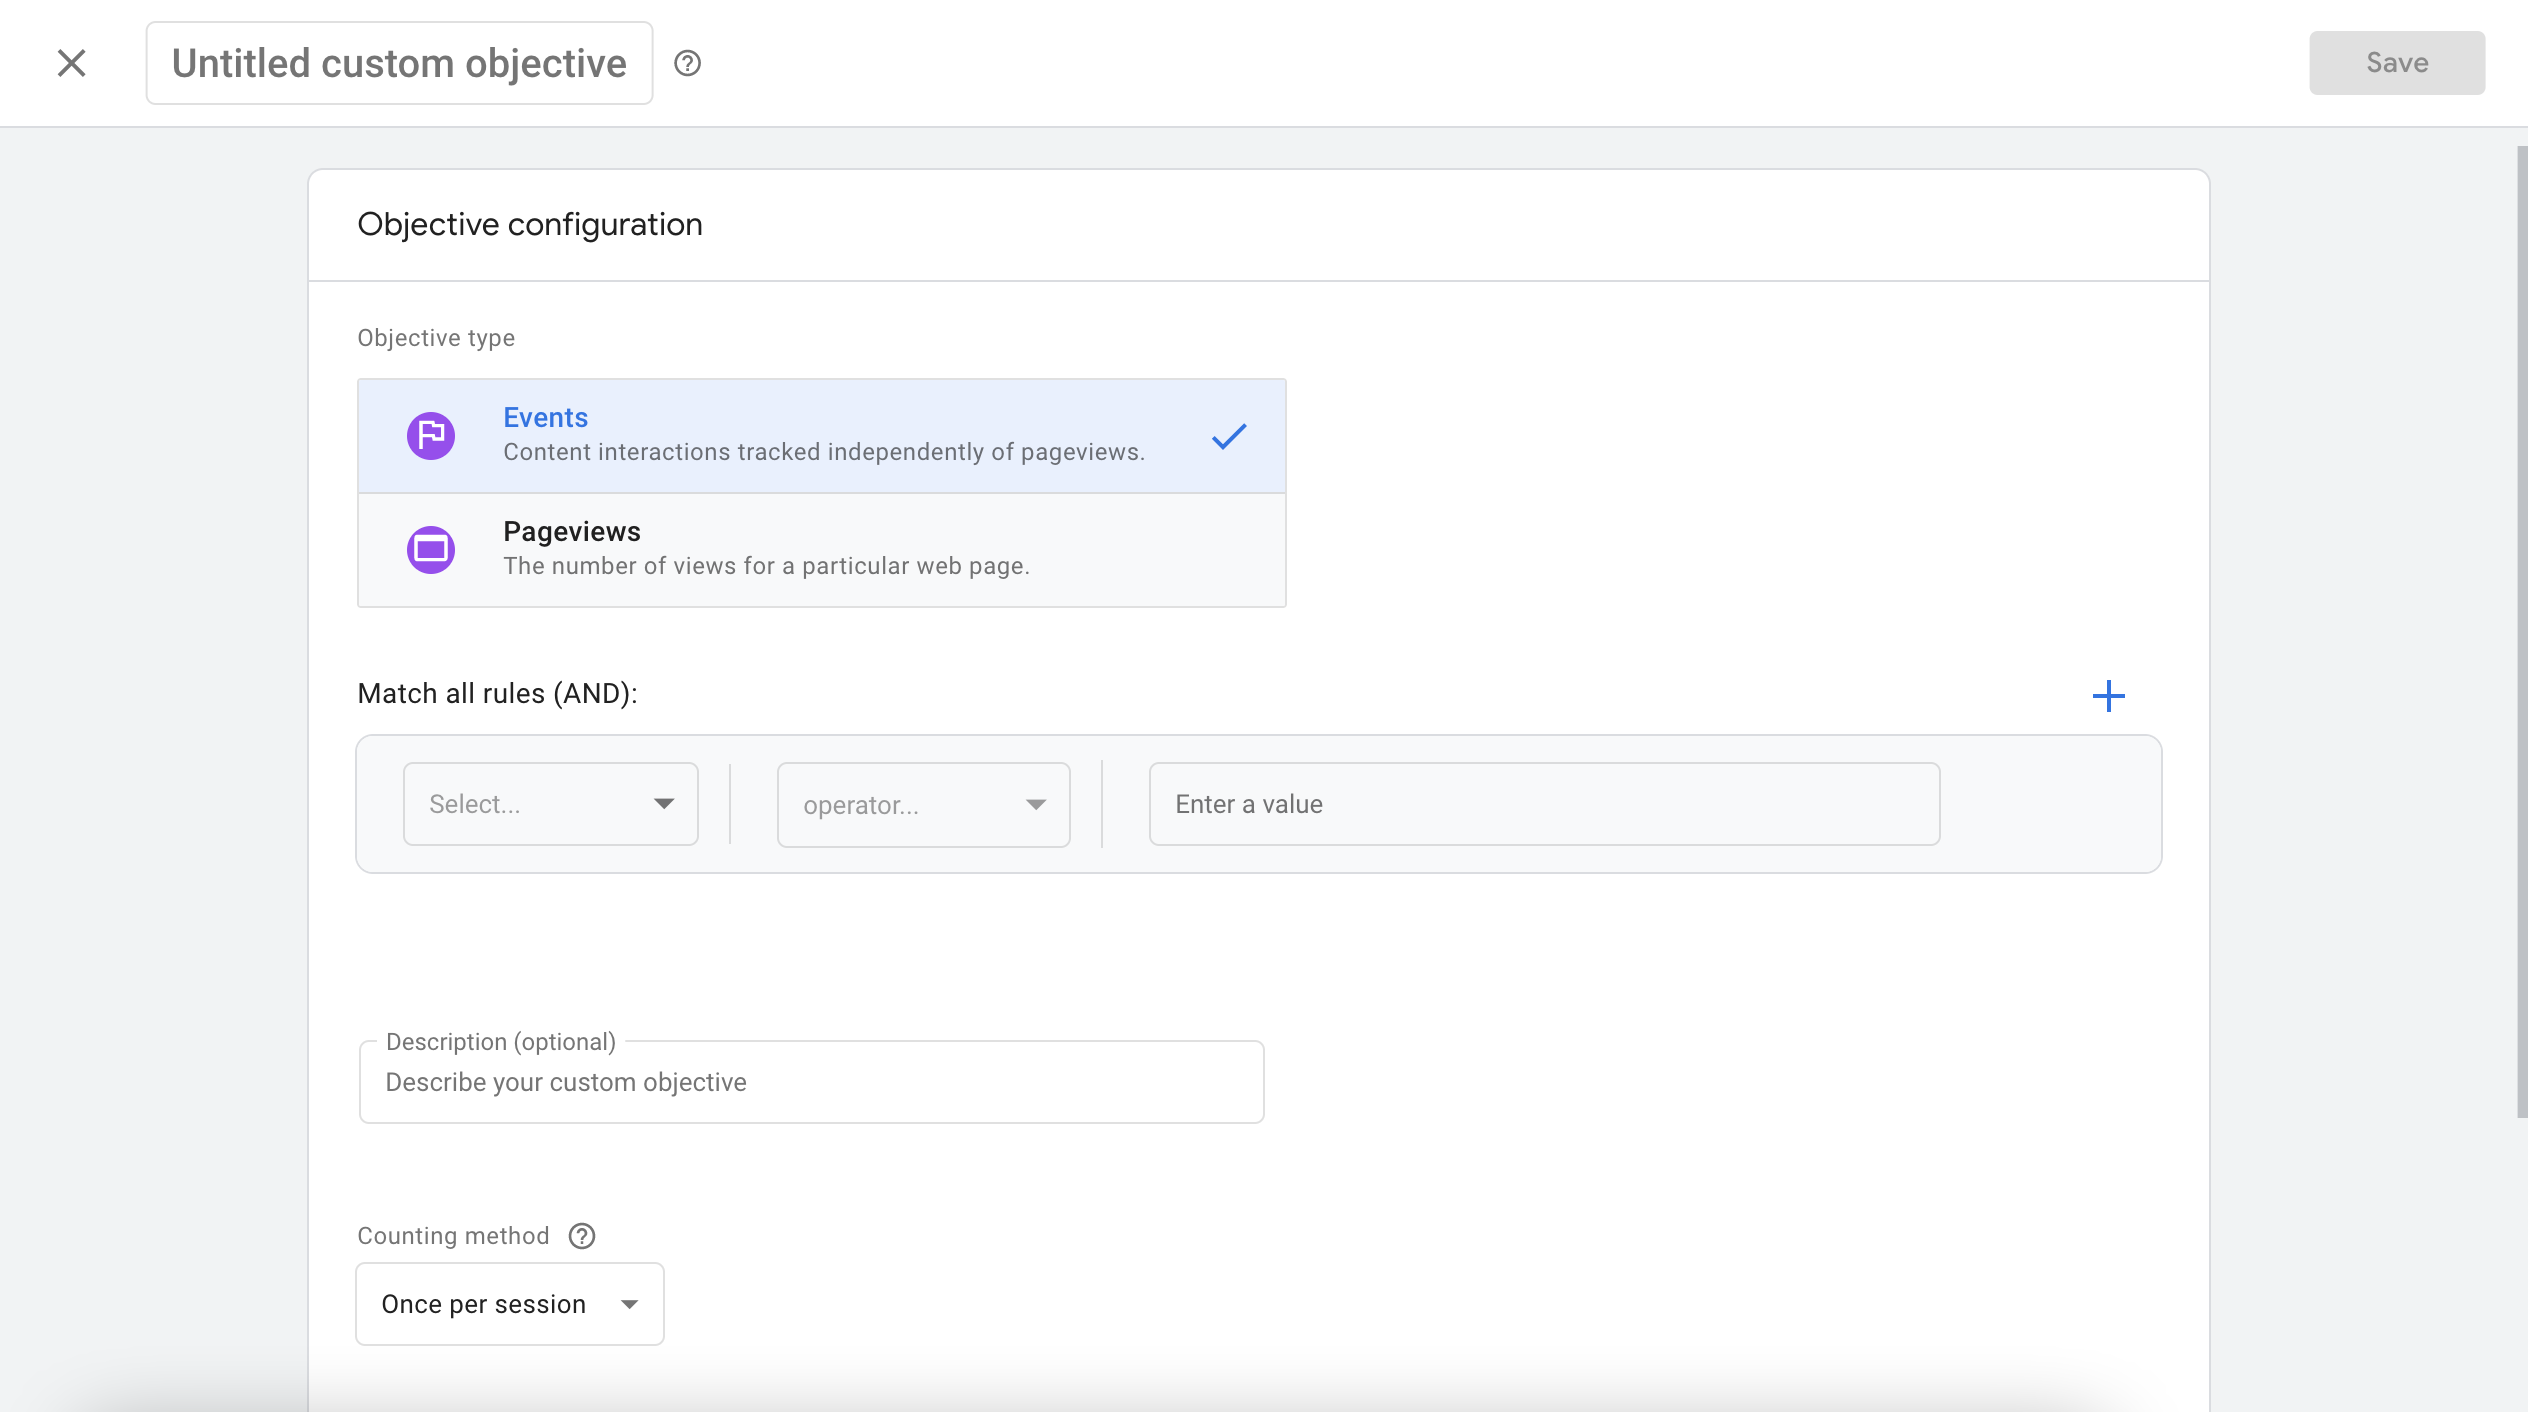 Untitled custom objective
Save
Objective configuration
Objective type
Events
Content interactions tracked independently of pageviews.
Pageviews
The number of views for a particular web page.
Match all rules (AND):
Select...
operator...
Enter a value
Description (optional)
Describe your custom objective
Counting method
Once per session